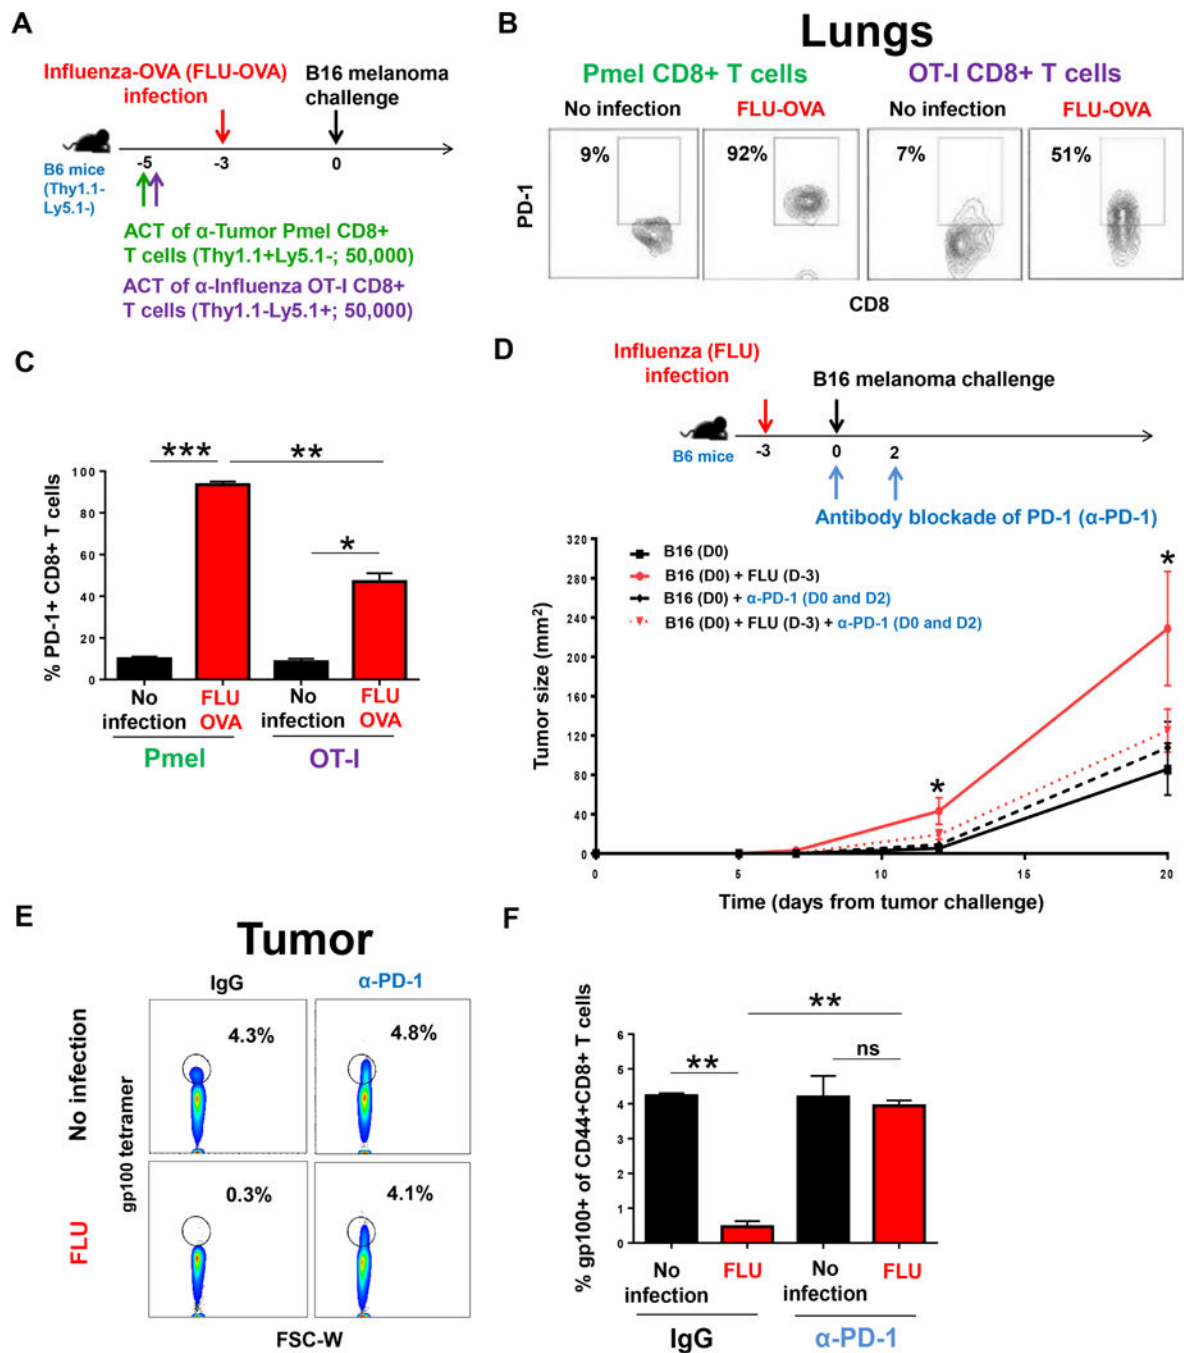 A
Influenza-OVA (FLU-OVA)
infection
B16 melanoma
challenge
B6 mice
(Thy1.1-
Ly5.1-)
-5
-3
0
ACT of α-Tumor Pmel CD8+
T cells (Thy1.1+Ly5.1-; 50,000)
ACT of α-Influenza OT-I CD8+
T cells (Thy1.1-Ly5.1+; 50,000)
B
Lungs
Pmel CD8+ T cells
OT-I CD8+ T cells
No infection
FLU-OVA
No infection
FLU-OVA
9%
92%
7%
51%
PD-1
CD8
C
% PD-1+ CD8+ T cells
100
80
60
40
20
0
***
**
*
No
infection
FLU
OVA
No
infection
FLU
OVA
Pmel
OT-I
D
Influenza (FLU)
infection
B16 melanoma challenge
B6 mice
-3
0
2
Antibody blockade of PD-1 (α-PD-1)
B16 (D0)
B16 (D0) + FLU (D-3)
B16 (D0) + α-PD-1 (D0 and D2)
B16 (D0) + FLU (D-3) + α-PD-1 (D0 and D2)
Tumor size (mm²)
320
280
240
200
160
120
80
40
0
*
*
0
5
10
15
20
Time (days from tumor challenge)
E
Tumor
IgG
α-PD-1
No infection
4.3%
4.8%
gp100 tetramer
FLU
0.3%
4.1%
FSC-W
F
% gp100+ of CD44+CD8+ T cells
6
5
4
3
2
1
0
**
**
ns
No
infection
FLU
No
infection
FLU
IgG
α-PD-1